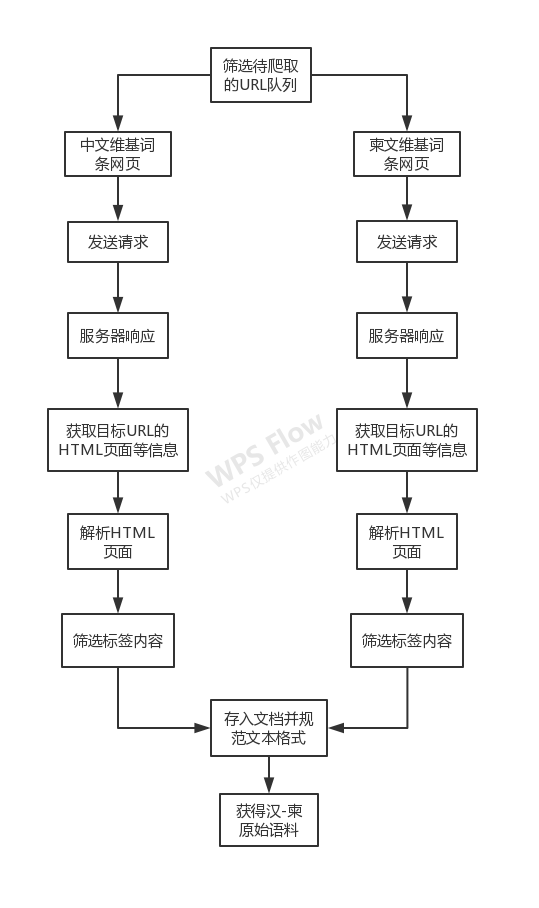 筛选待爬取
的URL队列
中文维基词
条网页
柬文维基词
条网页
发送请求
发送请求
服务器响应
服务器响应
获取目标URL的
HTML页面等信息
获取目标URL的
HTML页面等信息
WPS Flow
WPS仅提供作图能力
解析HTML
页面
解析HTML
页面
筛选标签内容
筛选标签内容
存入文档并规
范文本格式
获得汉-柬
原始语料